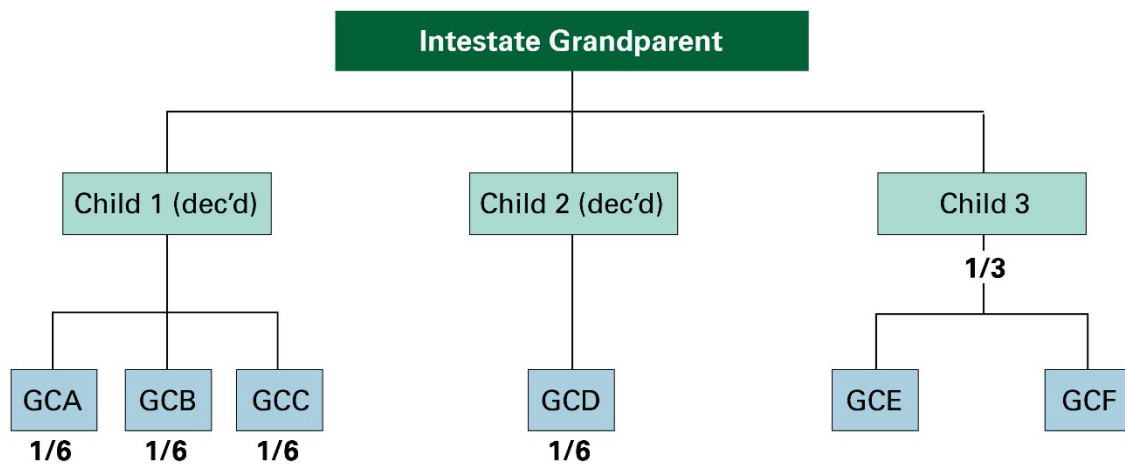 Intestate Grandparent
Child 1 (dec’d)
Child 2 (dec’d)
Child 3
1/3
GCA
GCB
GCC
GCD
GCE
GCF
1/6
1/6
1/6
1/6